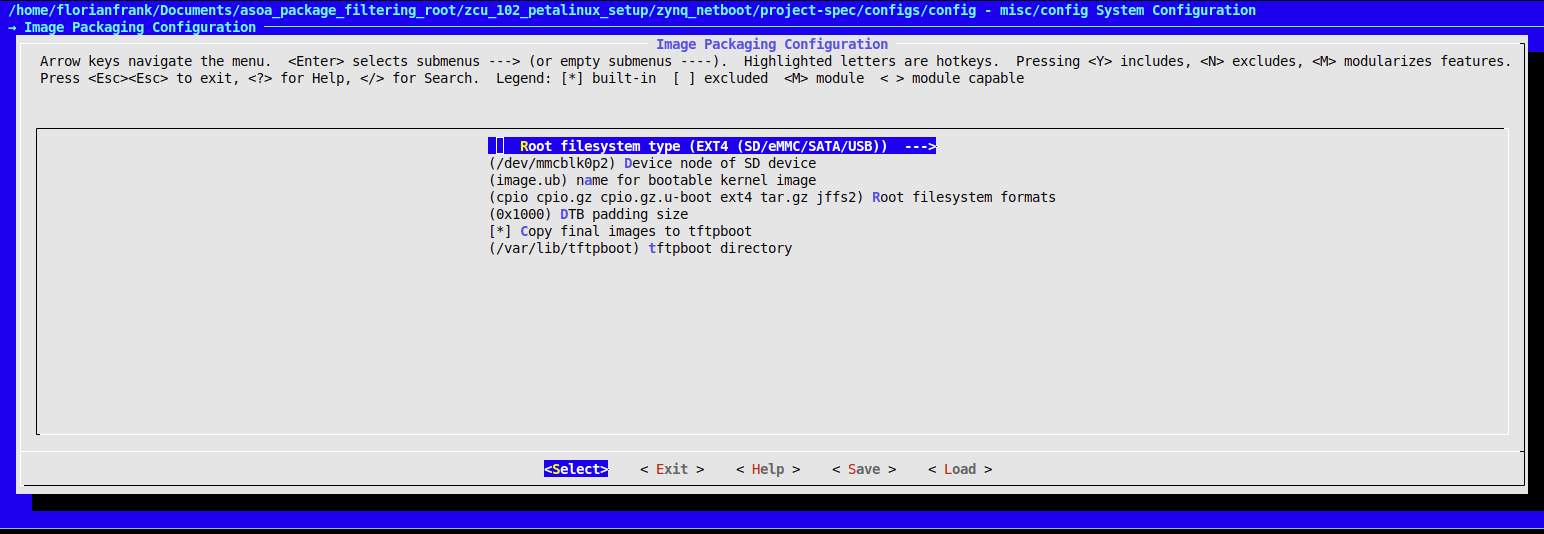 /home/florianfrank/Documents/asoa_package_filtering_root/zcu_102_petalinux_setup/zynq_netboot/project-spec/configs/config - misc/config System Configuration
→ Image Packaging Configuration
Image Packaging Configuration
Arrow keys navigate the menu.  <Enter> selects submenus ---> (or empty submenus ----).  Highlighted letters are hotkeys.  Pressing <Y> includes, <N> excludes, <M> modularizes features.
Press <Esc><Esc> to exit, <?> for Help, </> for Search.  Legend: [*] built-in  [ ] excluded  <M> module  < > module capable
Root filesystem type (EXT4 (SD/eMMC/SATA/USB))  --->
(/dev/mmcblk0p2) Device node of SD device
(image.ub) name for bootable kernel image
(cpio cpio.gz cpio.gz.u-boot ext4 tar.gz jffs2) Root filesystem formats
(0x1000) DTB padding size
[*] Copy final images to tftpboot
(/var/lib/tftpboot) tftpboot directory
<Select>    < Exit >    < Help >    < Save >    < Load >